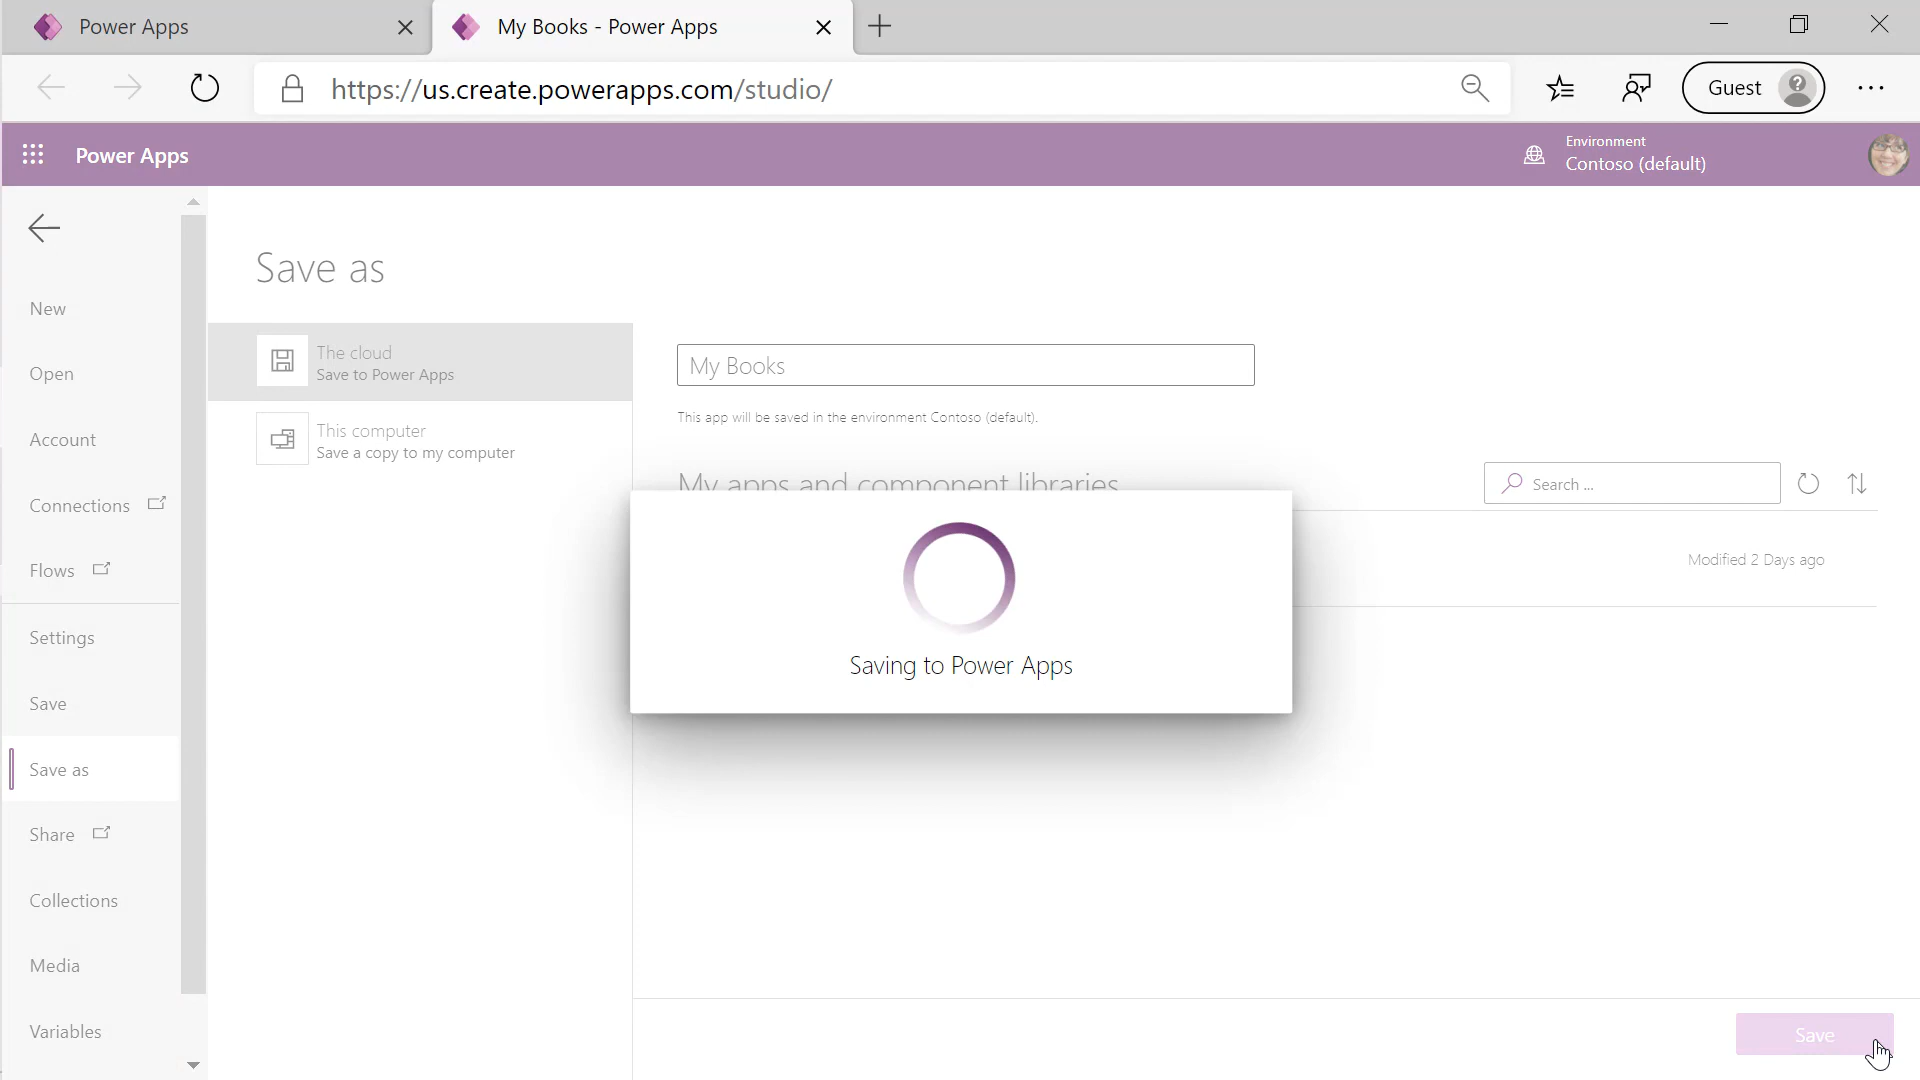 Power Apps
My Books - Power Apps
https://us.create.powerapps.com/studio/
Guest
Power Apps
Environment
Contoso (default)
Save as
New
Open
Account
Connections
Flows
Settings
Save
Save as
Share
Collections
Media
Variables
The cloud
Save to Power Apps
This computer
Save a copy to my computer
My Books
This app will be saved in the environment Contoso (default).
My apps and component libraries
Search ...
Modified 2 Days ago
Saving to Power Apps
Save